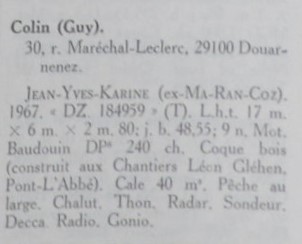 Colin (Guy).
30, r. Maréchal-Leclerc, 29100 Douar-
nenez.
JEAN-YVES-KARINE (ex-MA-RAN-COZ).
1967. « DZ 184959 » (T). L.h.t. 17 m.
× 6 m. × 2 m. 80; j. b. 48,55; 9 n. Mot.
Baudouin DP⁶ 240 ch. Coque bois
(construit aux Chantiers Léon Gléhen,
Pont-L'Abbé). Cale 40 m³. Pêche au
large. Chalut. Thon. Radar. Sondeur.
Decca. Radio. Gonio.